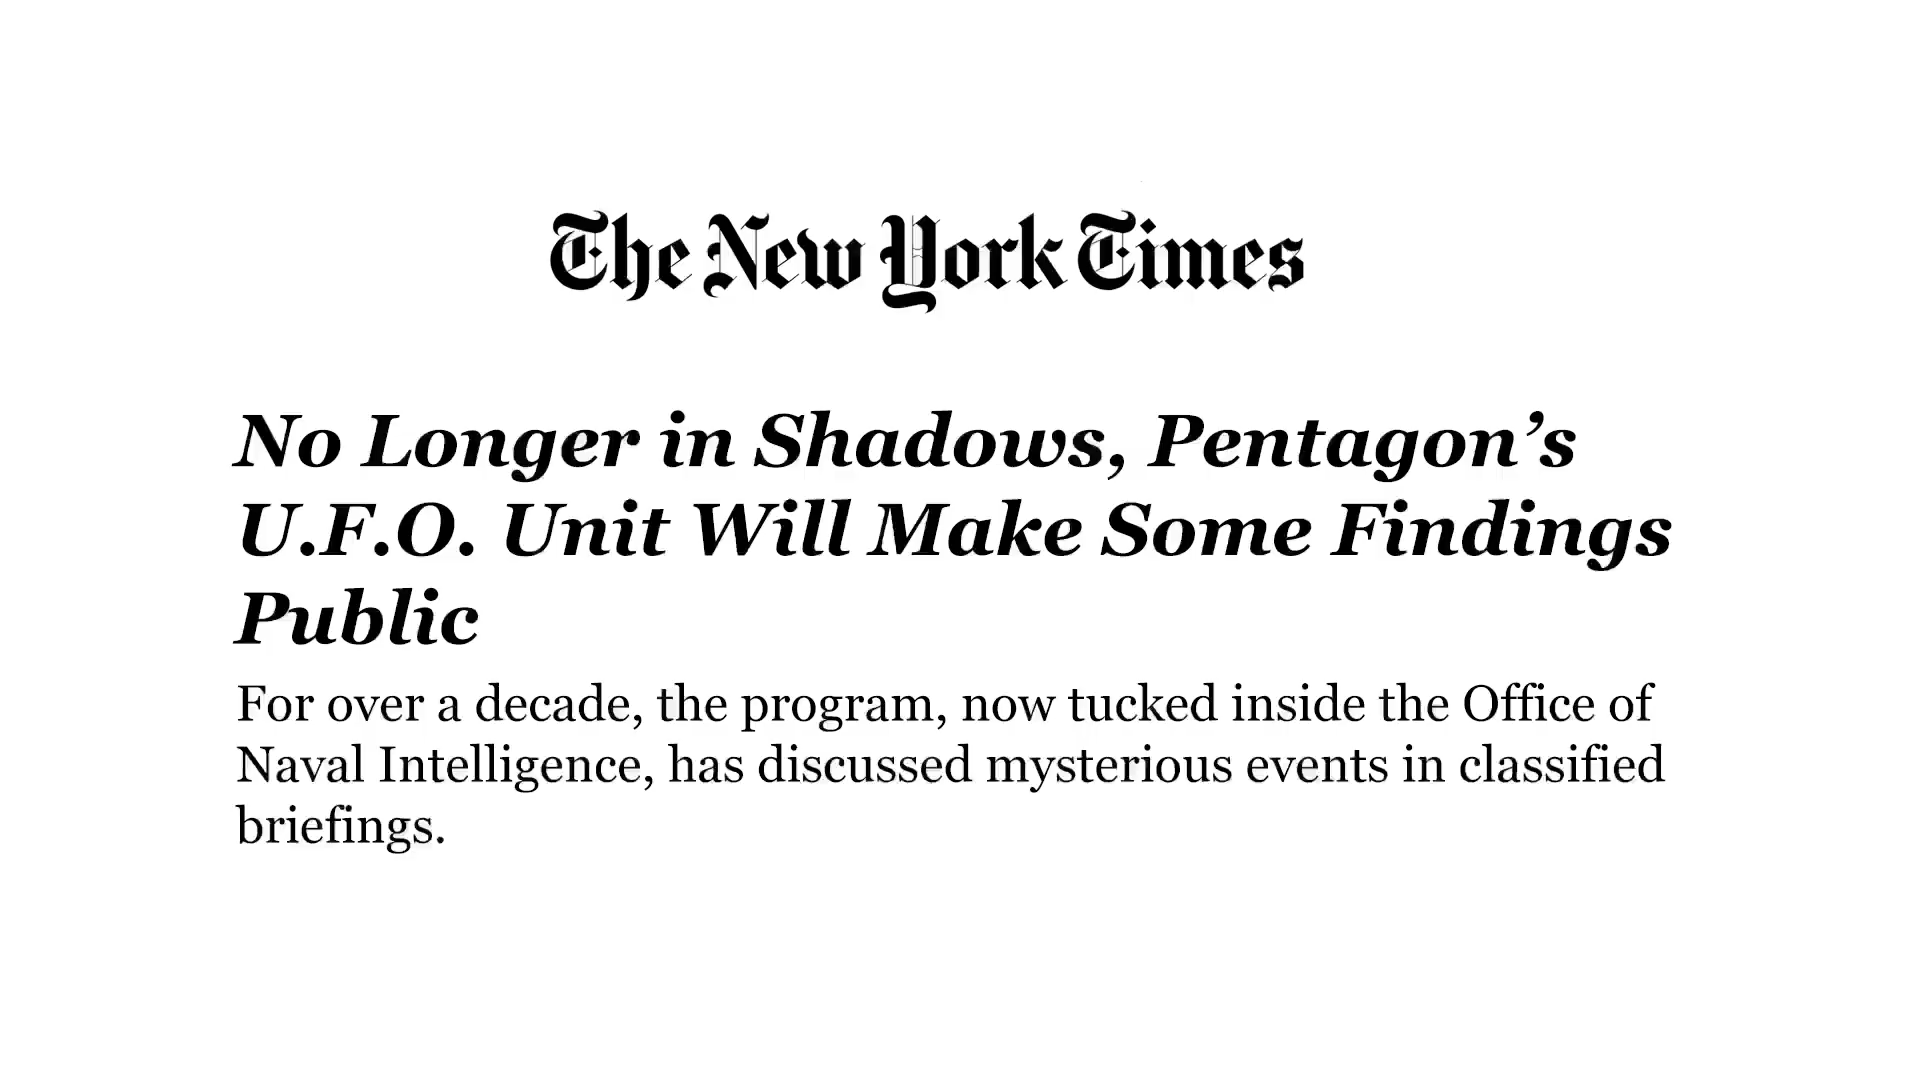 The New York Times
No Longer in Shadows, Pentagon’s
U.F.O. Unit Will Make Some Findings
Public
For over a decade, the program, now tucked inside the Office of
Naval Intelligence, has discussed mysterious events in classified
briefings.